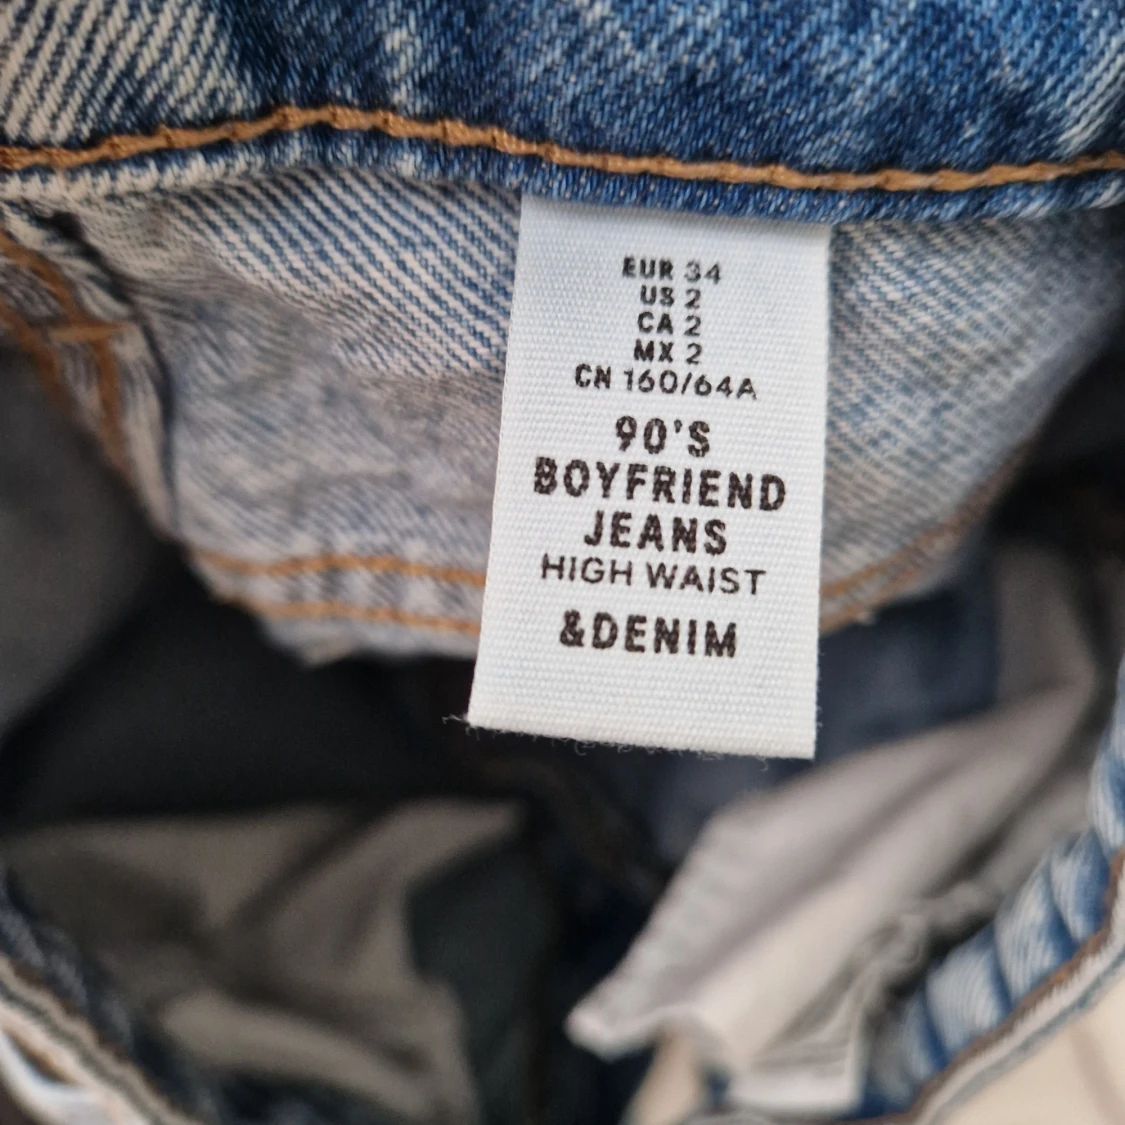 EUR 34
US 2
CA 2
MX 2
CN 160/64A
90'S
BOYFRIEND
JEANS
HIGH WAIST
&DENIM